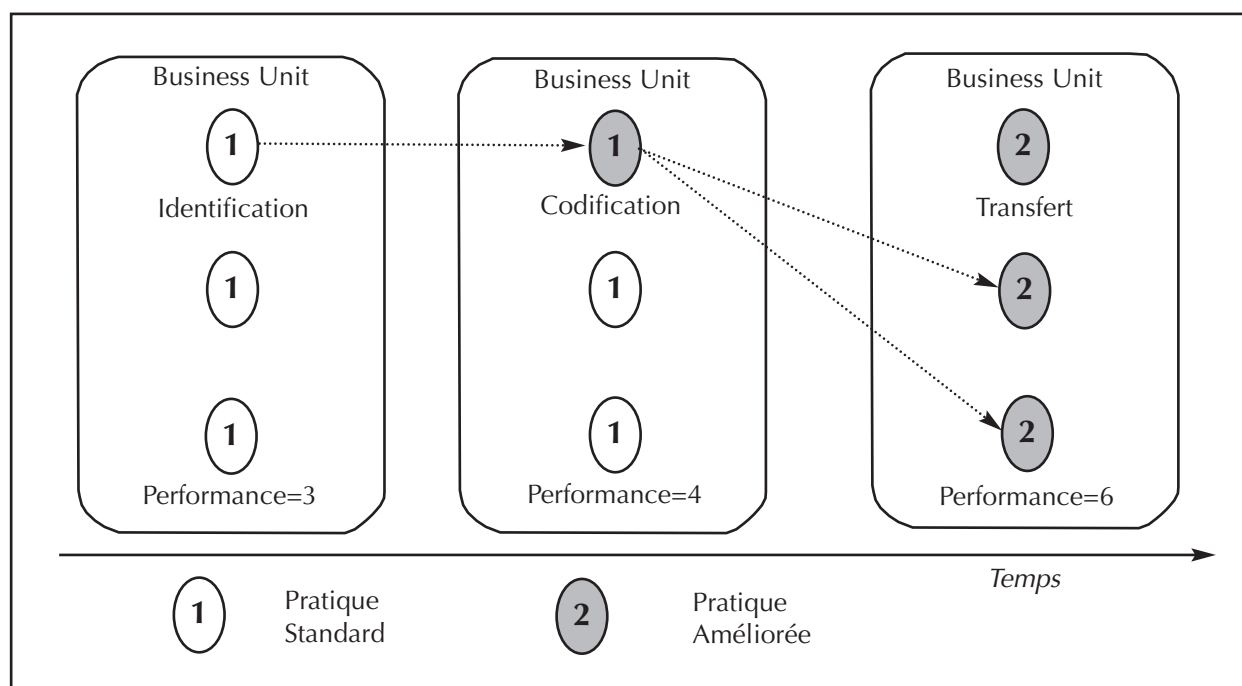 Business Unit
1
Identification
1
1
Performance=3
Business Unit
1
Codification
1
1
Performance=4
Business Unit
2
Transfert
2
2
Performance=6
Temps
1
Pratique
Standard
2
Pratique
Améliorée